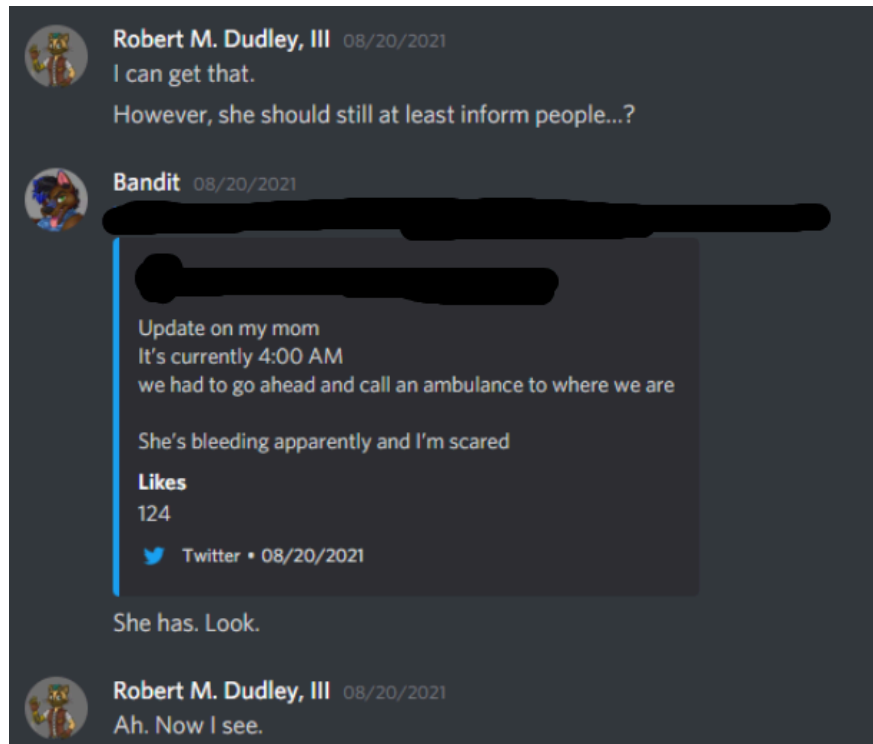 Robert M. Dudley, III 08/20/2021
I can get that.
However, she should still at least inform people...?
Bandit 08/20/2021
Update on my mom
It's currently 4:00 AM
we had to go ahead and call an ambulance to where we are
She's bleeding apparently and I'm scared
Likes
124
Twitter • 08/20/2021
She has. Look.
Robert M. Dudley, III 08/20/2021
Ah. Now I see.